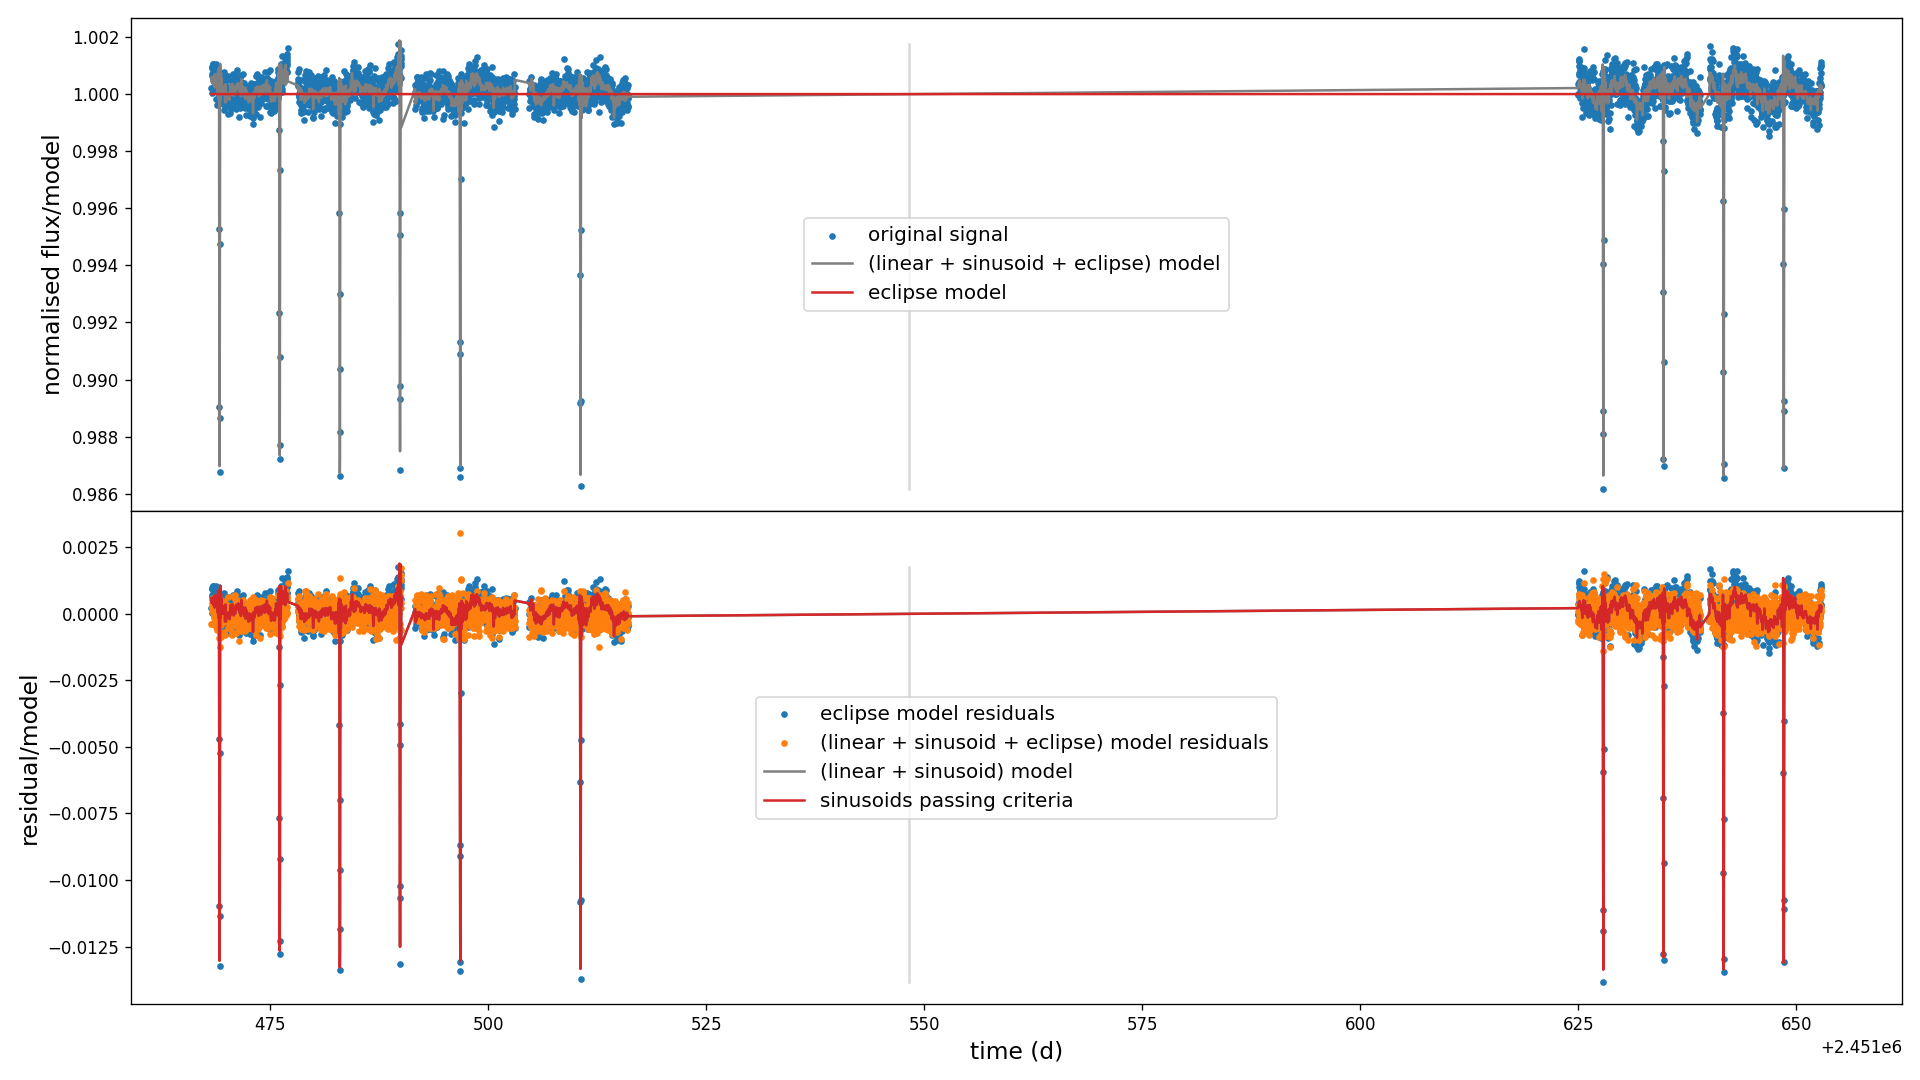 normalised flux/model
1.002
1.000
0.998
0.996
0.994
0.992
0.990
0.988
0.986
original signal
(linear + sinusoid + eclipse) model
eclipse model
residual/model
0.0025
0.0000
−0.0025
−0.0050
−0.0075
−0.0100
−0.0125
eclipse model residuals
(linear + sinusoid + eclipse) model residuals
(linear + sinusoid) model
sinusoids passing criteria
475 500 525 550 575 600 625 650
time (d)
+2.451e6